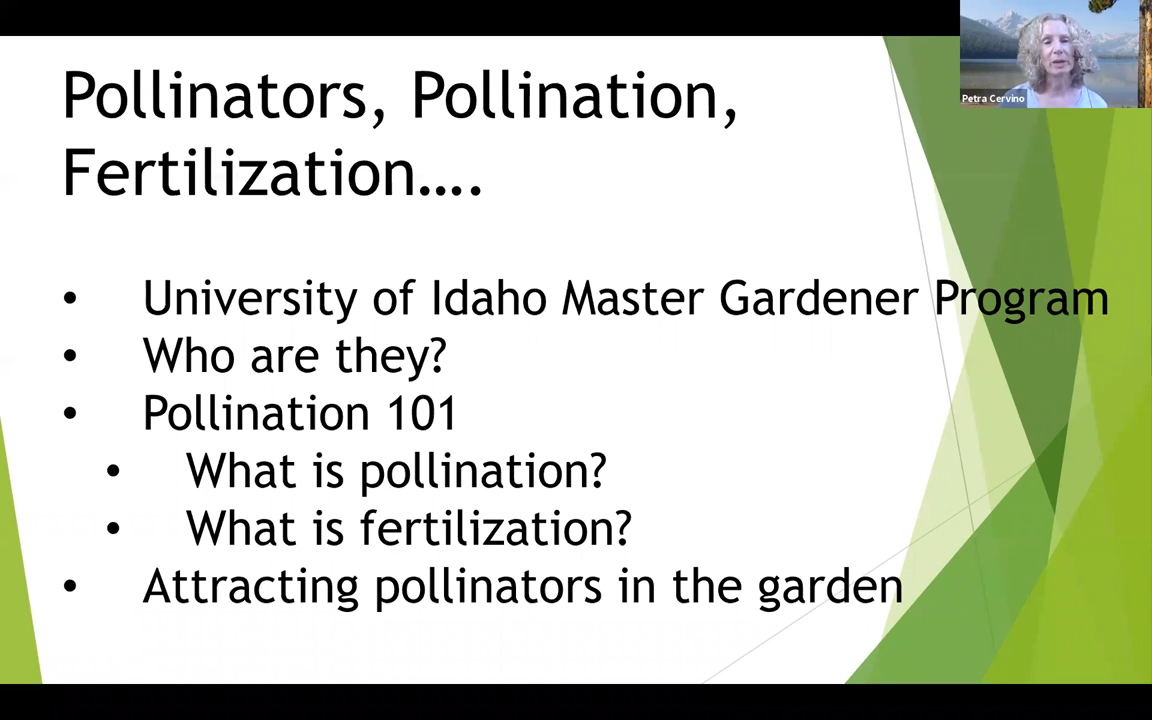 Pollinators, Pollination,
Fertilization....
• University of Idaho Master Gardener Program
• Who are they?
• Pollination 101
• What is pollination?
• What is fertilization?
• Attracting pollinators in the garden
Petra Cervino